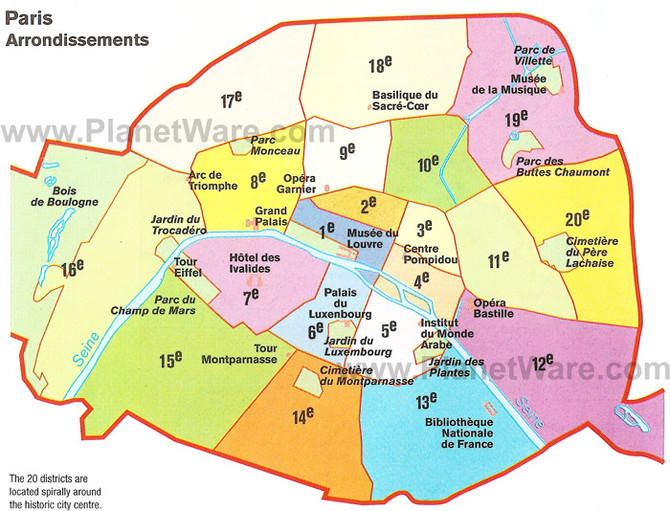 Paris
Arrondissements
www.PlanetWare.com
17e
18e
Basilique du
Sacré-Cœr
Parc de
Villette
Musée
de la Musique
19e
Parc des
Buttes Chaumont
Parc
Monceau
9e
10e
Arc de
Triomphe
8e
Opéra
Garnier
Bois
de Boulogne
16e
Jardin du
Trocadéro
Grand
Palais
2e
1e
Musée du
Louvre
3e
Centre
Pompidou
11e
20e
Cimetière
du Père
Lachaise
Tour
Eiffel
Hôtel des
Ivalides
7e
Parc du
Champ de Mars
Palais
du
Luxenbourg
6e
Jardin du
Luxembourg
4e
5e
Institut
du Monde
Arabe
Opéra
Bastille
Jardin des
Plantes
Seine
15e
Tour
Montparnasse
Cimetière
du Montparnasse
14e
13e
Bibliothèque
Nationale
de France
12e
Seine
www.PlanetWare.com
The 20 districts are
located spirally around
the historic city centre.